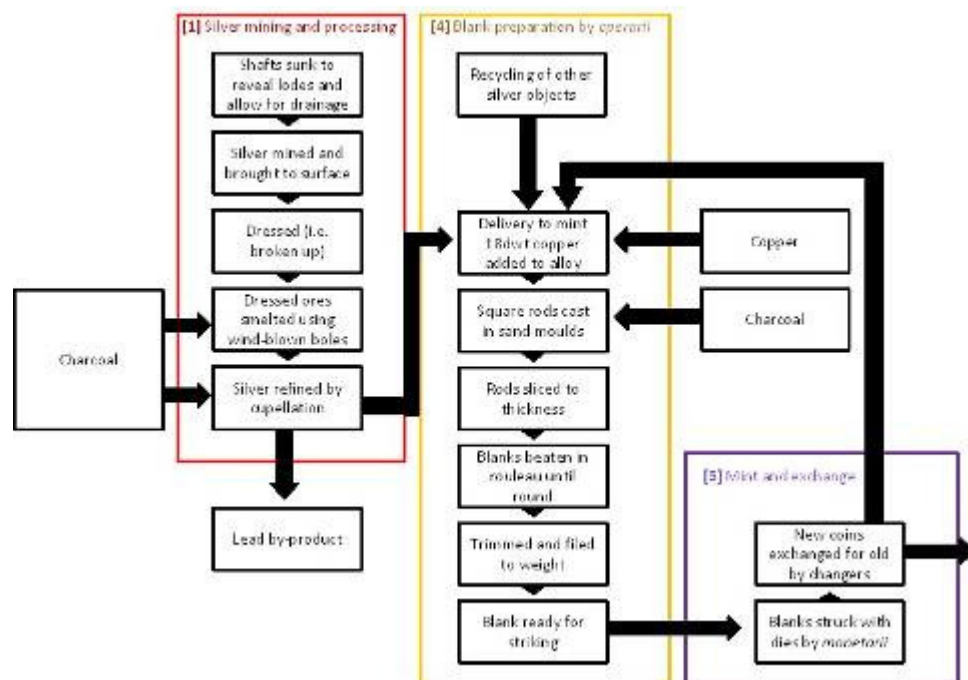 [1] Silver mining and processing
Shafts sunk to
reveal lodes and
allow for drainage
Silver mined and
brought to surface
Dressed (i.e.
broken up)
Dressed ores
smelted using
wind-blown boles
Silver refined by
cupellation
Charcoal
Lead by-product
[4] Blank preparation by operarii
Recycling of other
silver objects
Delivery to mint
18dwt copper
added to alloy
Square rods cast
in sand moulds
Rods sliced to
thickness
Blanks beaten in
rouleau until
round
Trimmed and filed
to weight
Blank ready for
striking
Copper
Charcoal
[5] Mint and exchange
New coins
exchanged for old
by changers
Blanks struck with
dies by monetarii